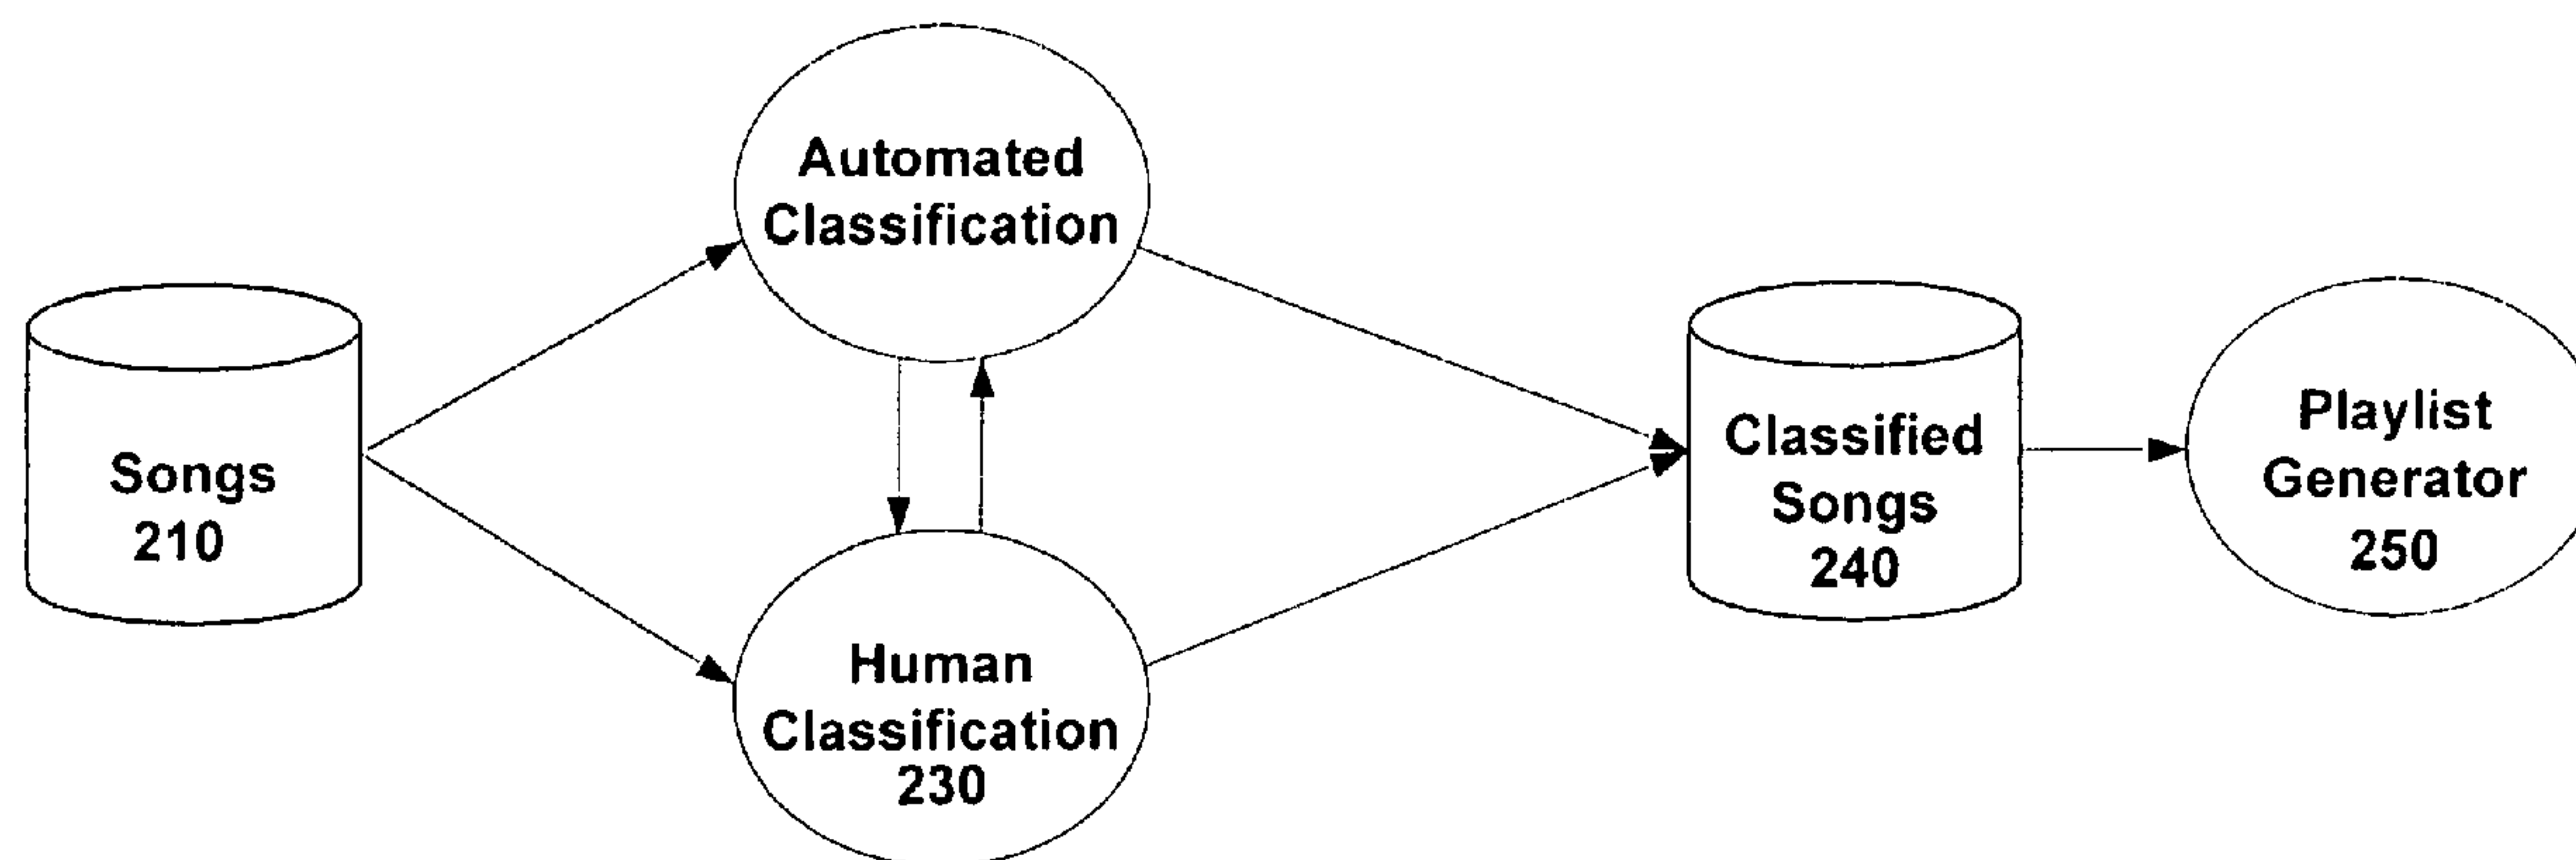 Automated
Classification
Songs
210
Human
Classification
230
Classified
Songs
240
Playlist
Generator
250